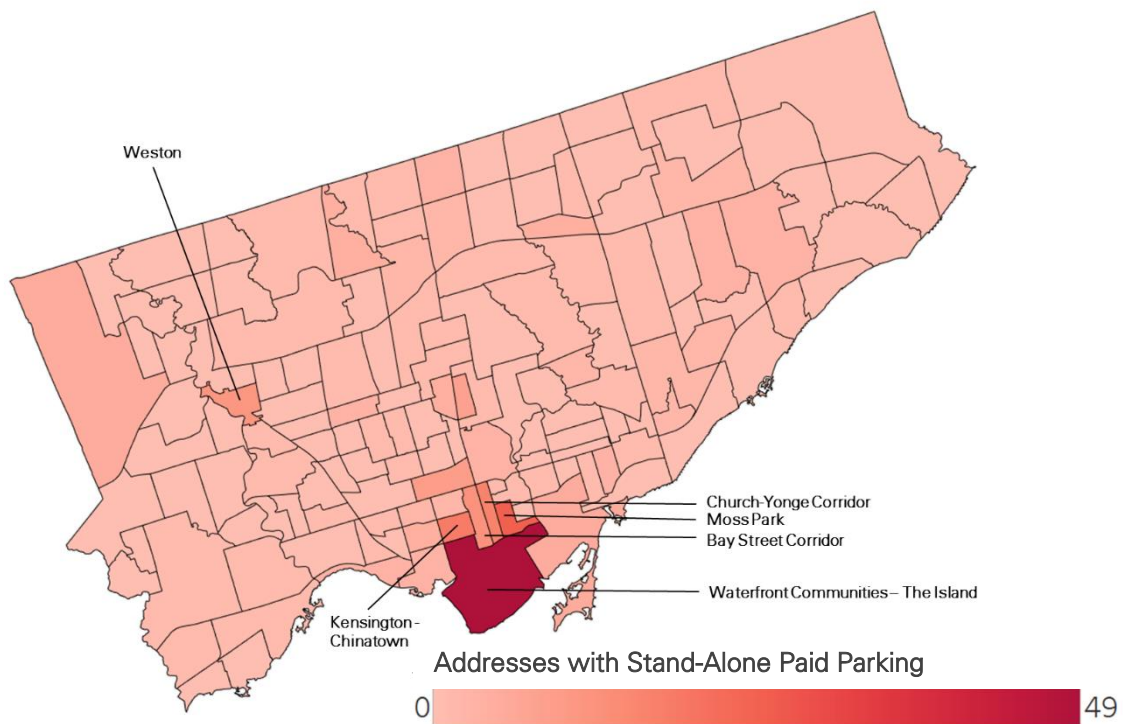 Weston
Church-Yonge Corridor
Moss Park
Bay Street Corridor
Waterfront Communities – The Island
Kensington -
Chinatown
Addresses with Stand-Alone Paid Parking
0
49